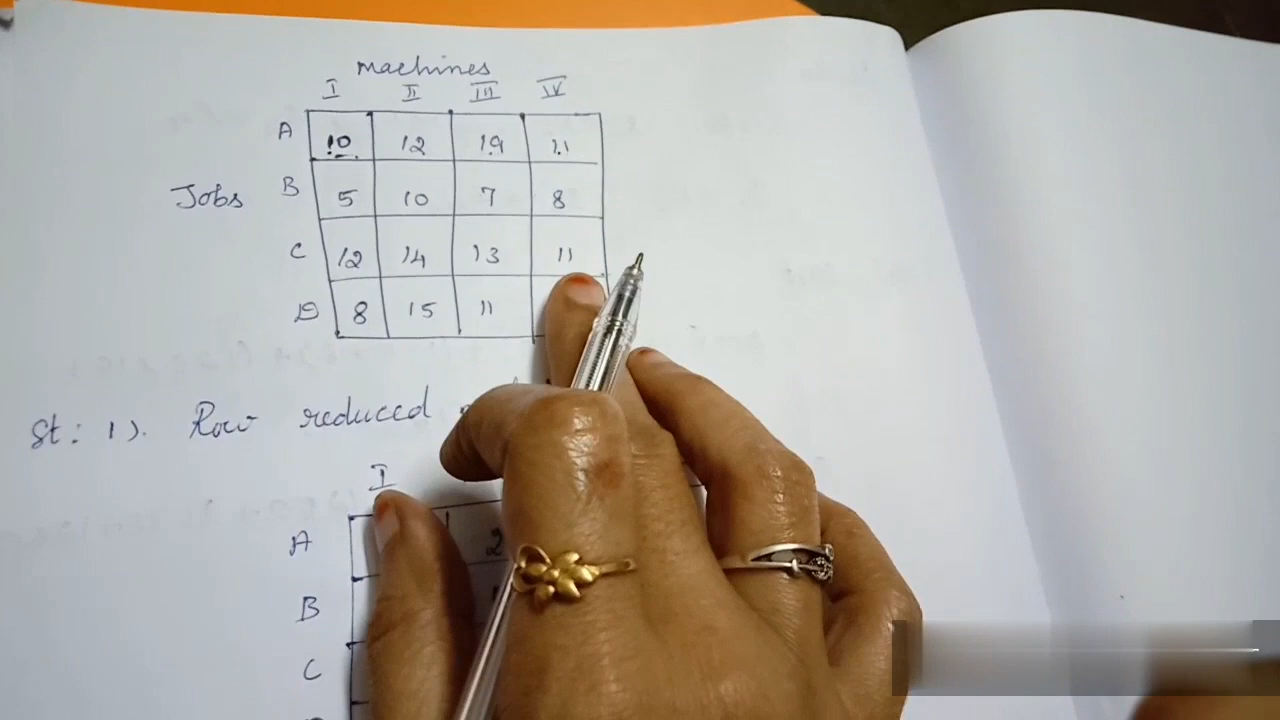 machines
I II III IV
A 10 12 19 11
Jobs B 5 10 7 8
C 12 14 13 11
D 8 15 11
St: 1). Row reduced
I
A 2
B
C